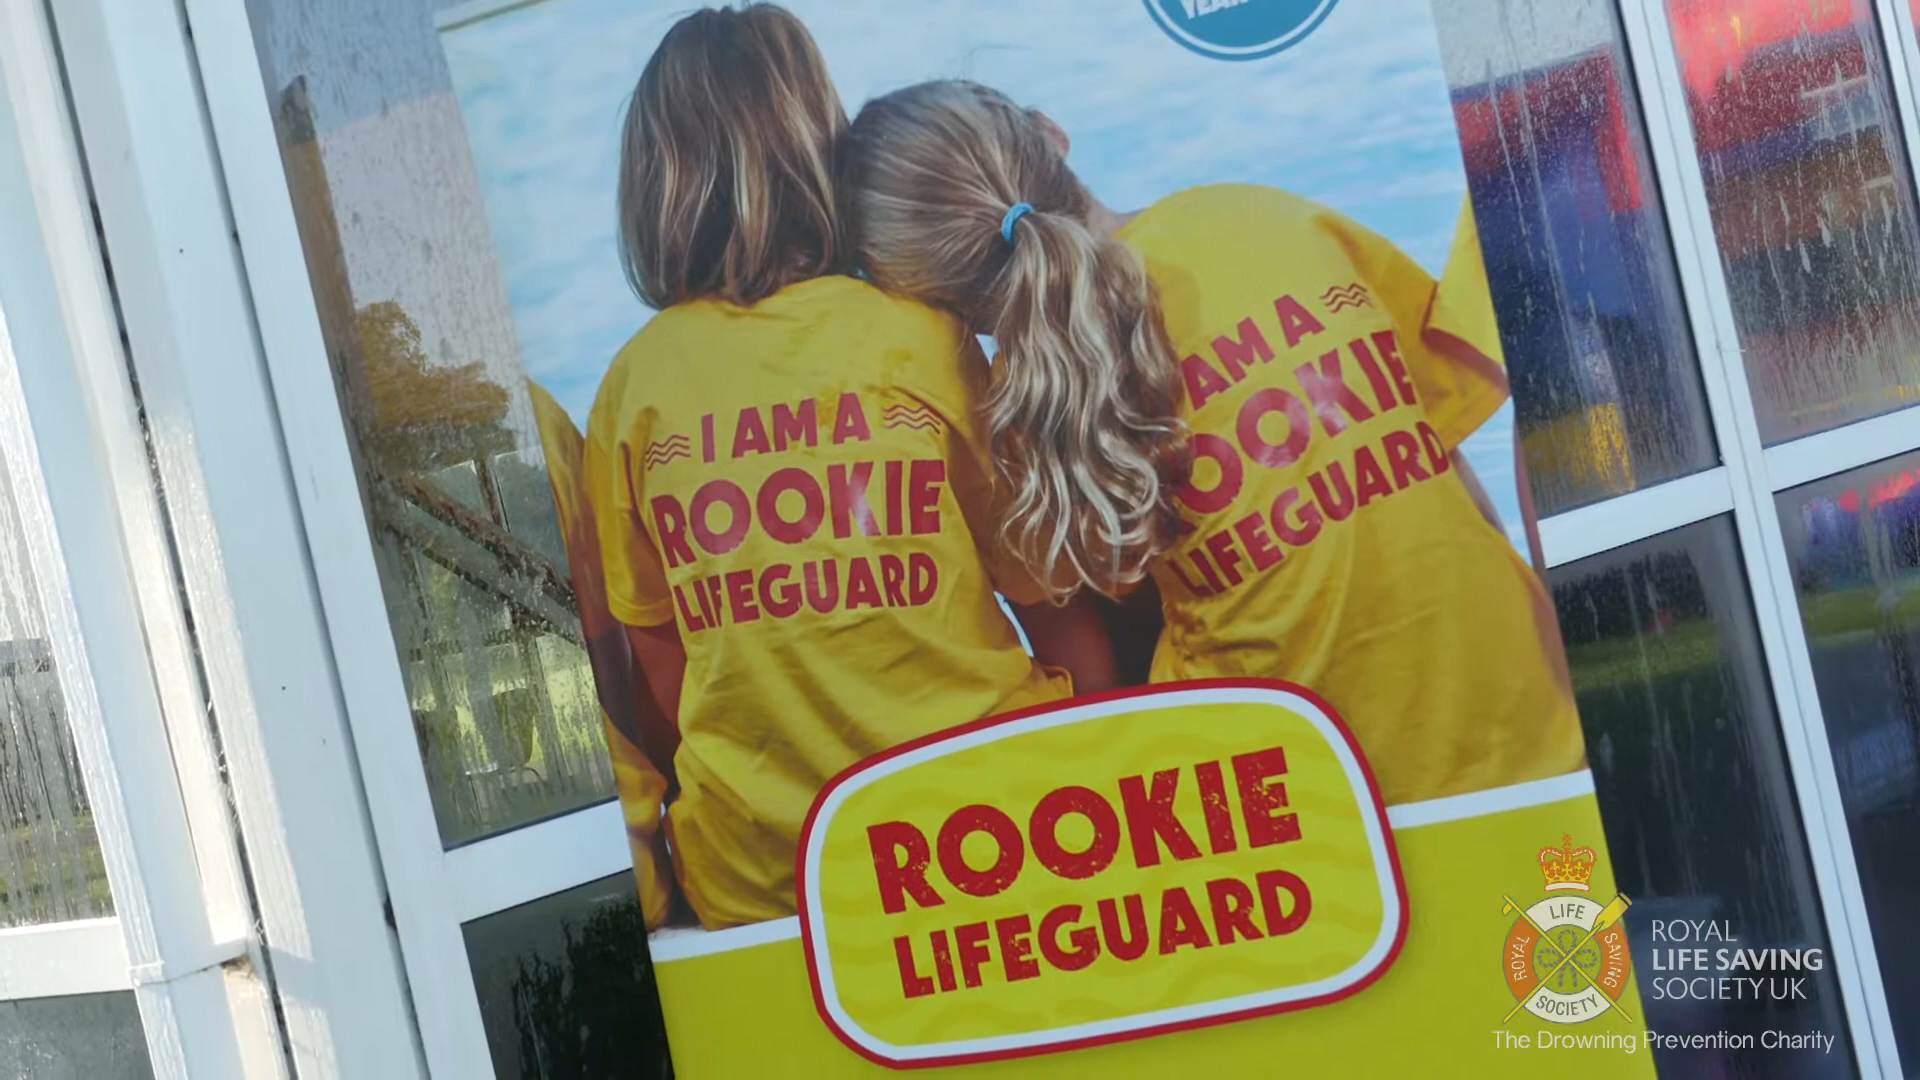 I AM A
ROOKIE
LIFEGUARD
AM A
OOKIE
LIFEGUARD
ROOKIE
LIFEGUARD
LIFE
ROYAL
SAVING
SOCIETY
ROYAL
LIFE SAVING
SOCIETY UK
The Drowning Prevention Charity